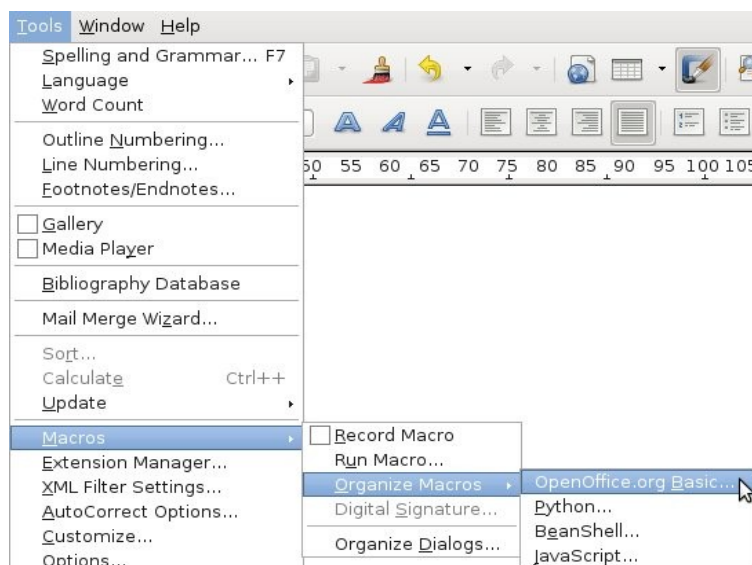 Tools Window Help
Spelling and Grammar... F7
Language
Word Count
Outline Numbering...
Line Numbering...
Footnotes/Endnotes...
50 55 60 65 70 75 80 85 90 95 100 105
Gallery
Media Player
Bibliography Database
Mail Merge Wizard...
Sort...
Calculate Ctrl++
Update
Macros
Extension Manager...
XML Filter Settings...
AutoCorrect Options...
Customize...
Options...
Record Macro
Run Macro...
Organize Macros
Digital Signature...
Organize Dialogs...
OpenOffice.org Basic...
Python...
BeanShell...
JavaScript...